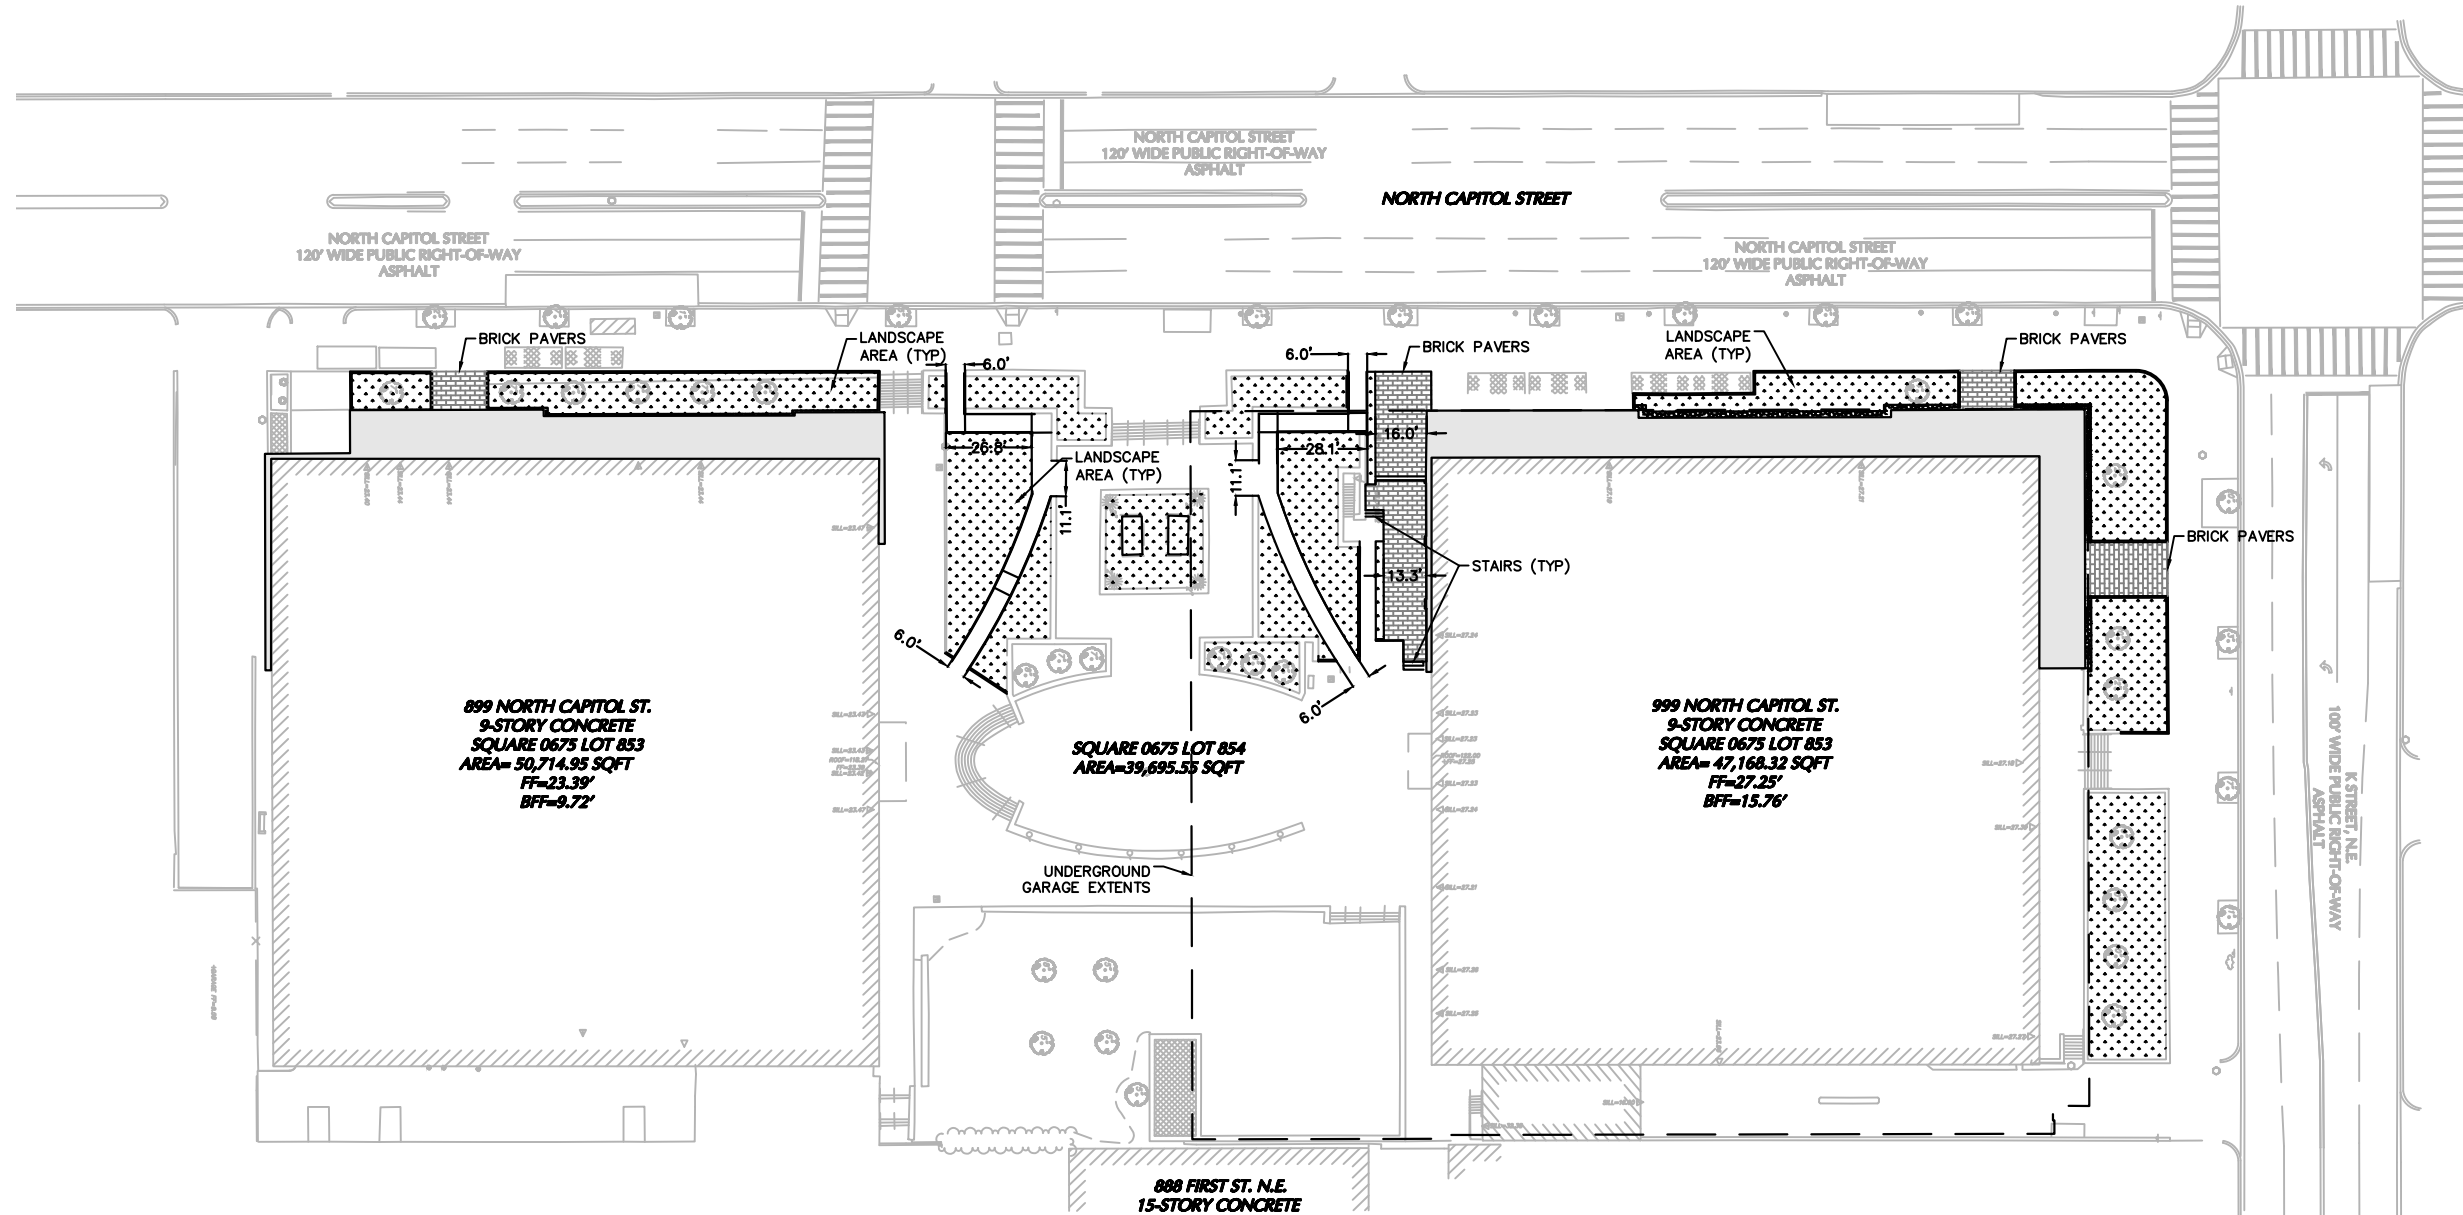 NORTH CAPITOL STREET
120' WIDE PUBLIC RIGHT-OF-WAY
ASPHALT
NORTH CAPITOL STREET
NORTH CAPITOL STREET
120' WIDE PUBLIC RIGHT-OF-WAY
ASPHALT
NORTH CAPITOL STREET
120' WIDE PUBLIC RIGHT-OF-WAY
ASPHALT
BRICK PAVERS
LANDSCAPE
AREA (TYP)
6.0'
6.0'
BRICK PAVERS
LANDSCAPE
AREA (TYP)
BRICK PAVERS
26.8'
LANDSCAPE
AREA (TYP)
11.1'
11.1'
28.1'
16.0'
BRICK PAVERS
STAIRS (TYP)
13.3'
6.0'
6.0'
899 NORTH CAPITOL ST.
9-STORY CONCRETE
SQUARE 0675 LOT 853
AREA= 50,714.95 SQFT
FF=23.39'
BFF=9.72'
SQUARE 0675 LOT 854
AREA=39,695.55 SQFT
999 NORTH CAPITOL ST.
9-STORY CONCRETE
SQUARE 0675 LOT 853
AREA= 47,168.32 SQFT
FF=27.25'
BFF=15.76'
K STREET, N.E.
100' WIDE PUBLIC RIGHT-OF-WAY
ASPHALT
UNDERGROUND
GARAGE EXTENTS
888 FIRST ST. N.E.
15-STORY CONCRETE